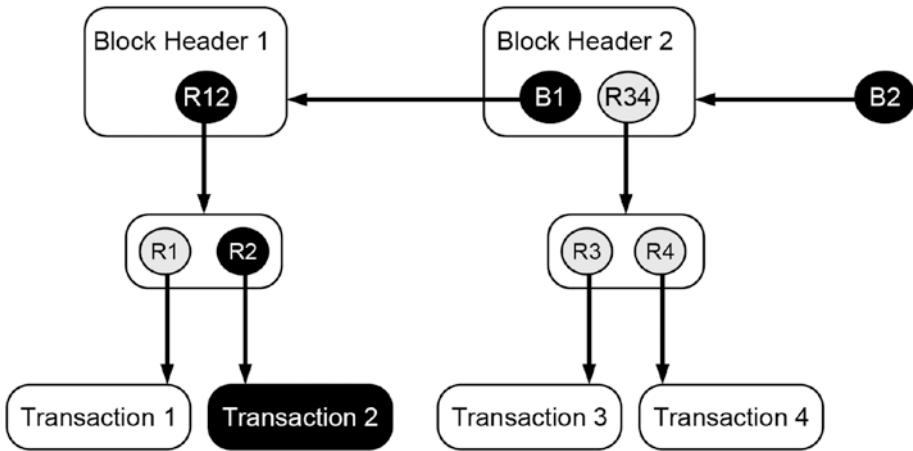 Block Header 1
Block Header 2
R12
B1
R34
B2
R1
R2
R3
R4
Transaction 1
Transaction 2
Transaction 3
Transaction 4